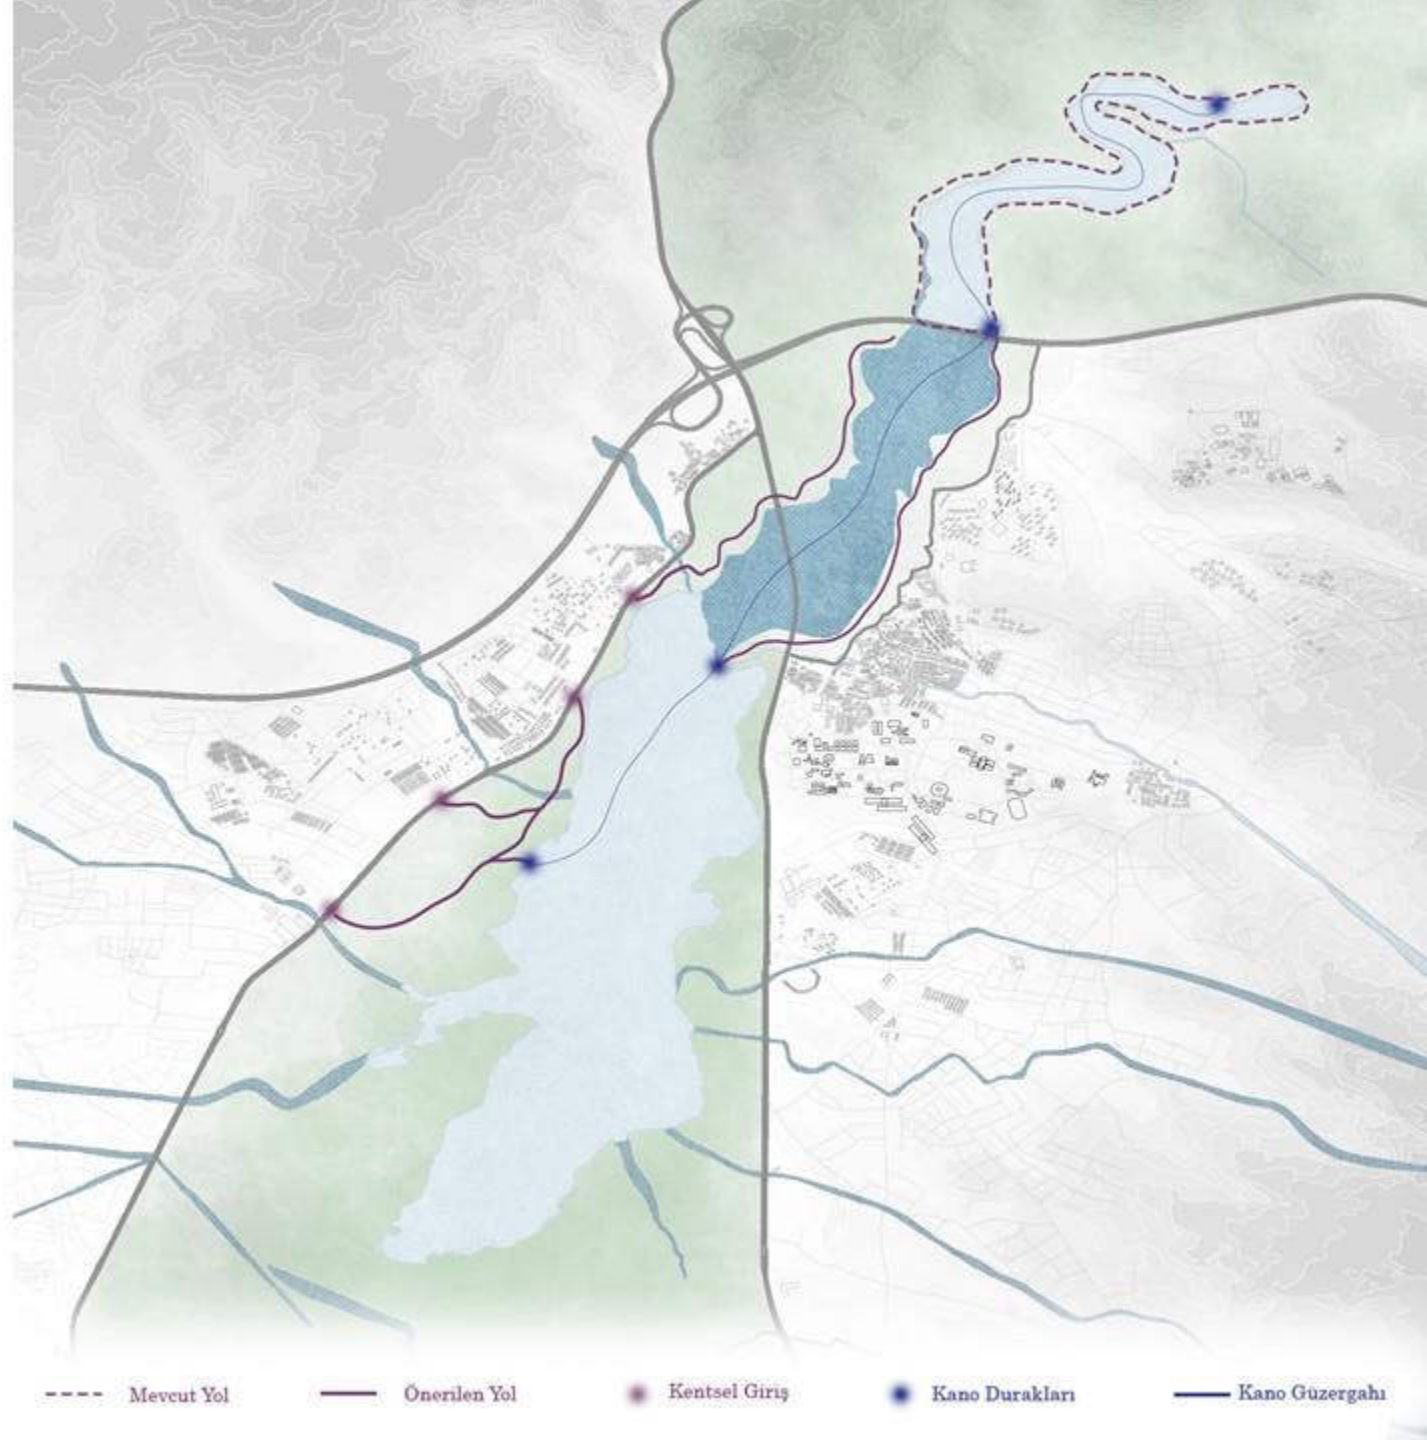 Mevcut Yol
Önerilen Yol
Kentsel Giriş
Kano Durakları
Kano Güzergahı